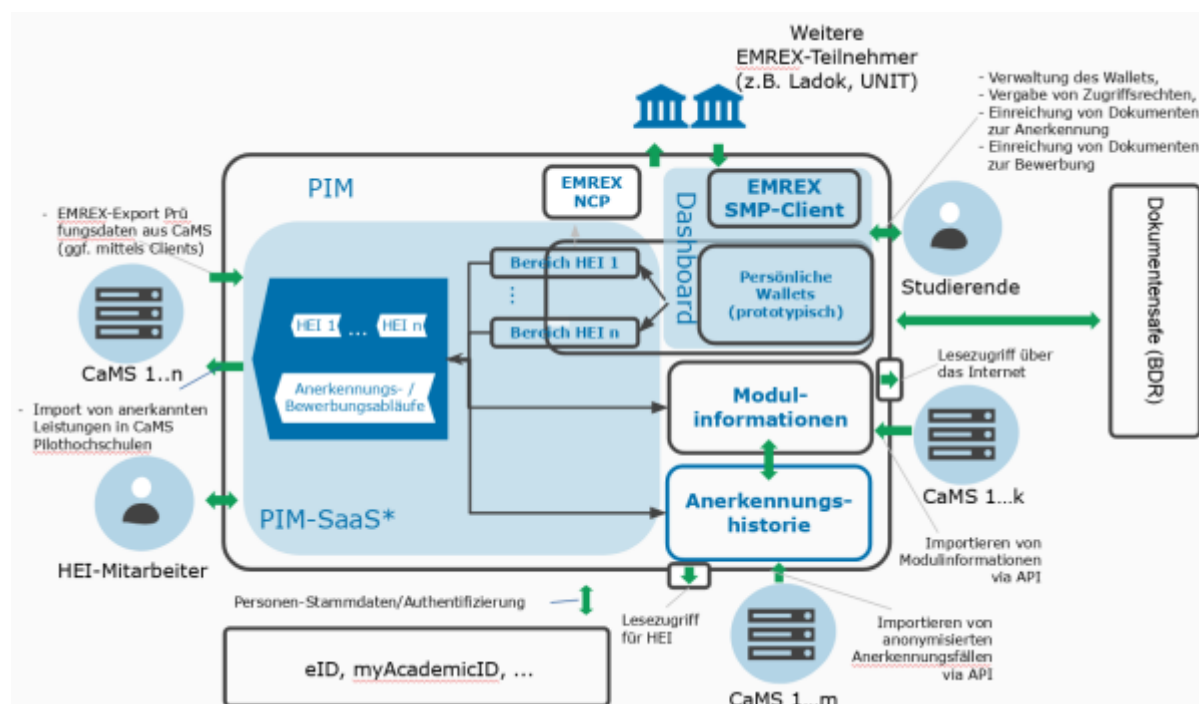 Weitere
EMREX-Teilnehmer
(z.B. Ladok, UNIT)
- Verwaltung des Wallets,
- Vergabe von Zugriffsrechten,
- Einreichung von Dokumenten
zur Anerkennung
- Einreichung von Dokumenten
zur Bewerbung
PIM
EMREX
NCP
Dashboard
EMREX
SMP-Client
- EMREX-Export Prü
fungsdaten aus CaMS
(ggf. mittels Clients)
CaMS 1..n
- Import von anerkannten
Leistungen in CaMS
Pilothochschulen
HEI-Mitarbeiter
HEI 1 ... HEI n
Anerkennungs- /
Bewerbungsabläufe
PIM-SaaS*
Bereich HEI 1
⋮
Bereich HEI n
Persönliche
Wallets
(prototypisch)
Studierende
Dokumentensafe (BDR)
Lesezugriff über
das Internet
Modul-
informationen
CaMS 1...k
Anerkennungs-
historie
Importieren von
Modulinformationen
via API
Personen-Stammdaten/Authentifizierung
Lesezugriff
für HEI
Importieren von
anonymisierten
Anerkennungsfällen
via API
eID, myAcademicID, ...
CaMS 1...m